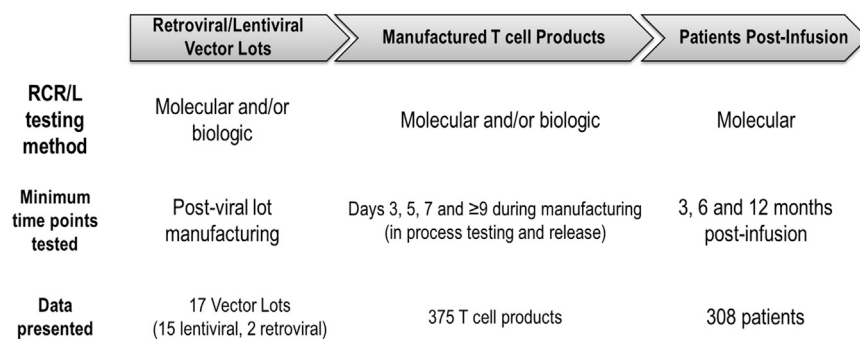 Retroviral/Lentiviral
Vector Lots
Manufactured T cell Products
Patients Post-Infusion
RCR/L
testing
method
Molecular and/or
biologic
Molecular and/or biologic
Molecular
Minimum
time points
tested
Post-viral lot
manufacturing
Days 3, 5, 7 and ≥9 during manufacturing
(in process testing and release)
3, 6 and 12 months
post-infusion
Data
presented
17 Vector Lots
(15 lentiviral, 2 retroviral)
375 T cell products
308 patients